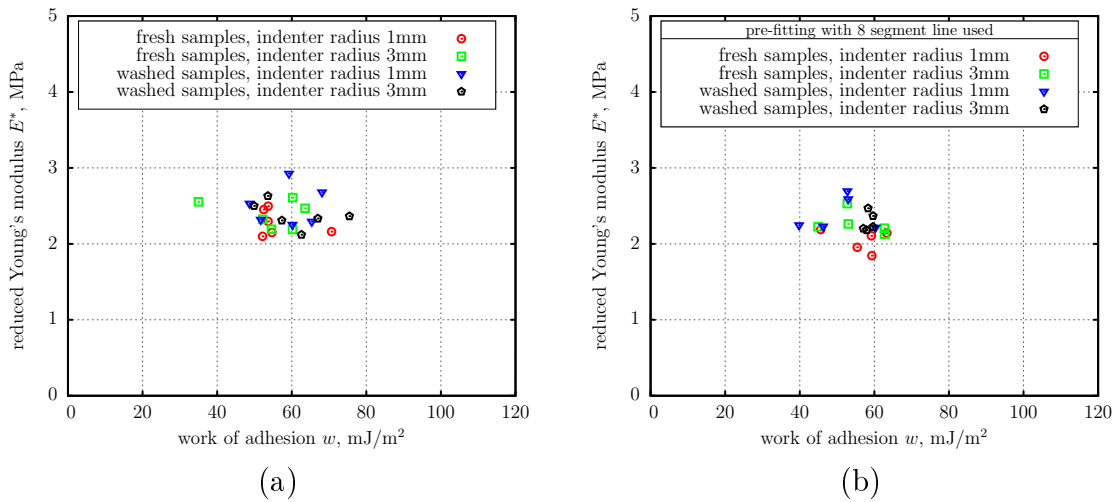 5
4
3
2
1
0
0
20
40
60
80
100
120
reduced Young's modulus E*, MPa
work of adhesion w, mJ/m²
fresh samples, indenter radius 1mm
fresh samples, indenter radius 3mm
washed samples, indenter radius 1mm
washed samples, indenter radius 3mm
(a)
5
4
3
2
1
0
0
20
40
60
80
100
120
reduced Young's modulus E*, MPa
work of adhesion w, mJ/m²
pre-fitting with 8 segment line used
fresh samples, indenter radius 1mm
fresh samples, indenter radius 3mm
washed samples, indenter radius 1mm
washed samples, indenter radius 3mm
(b)